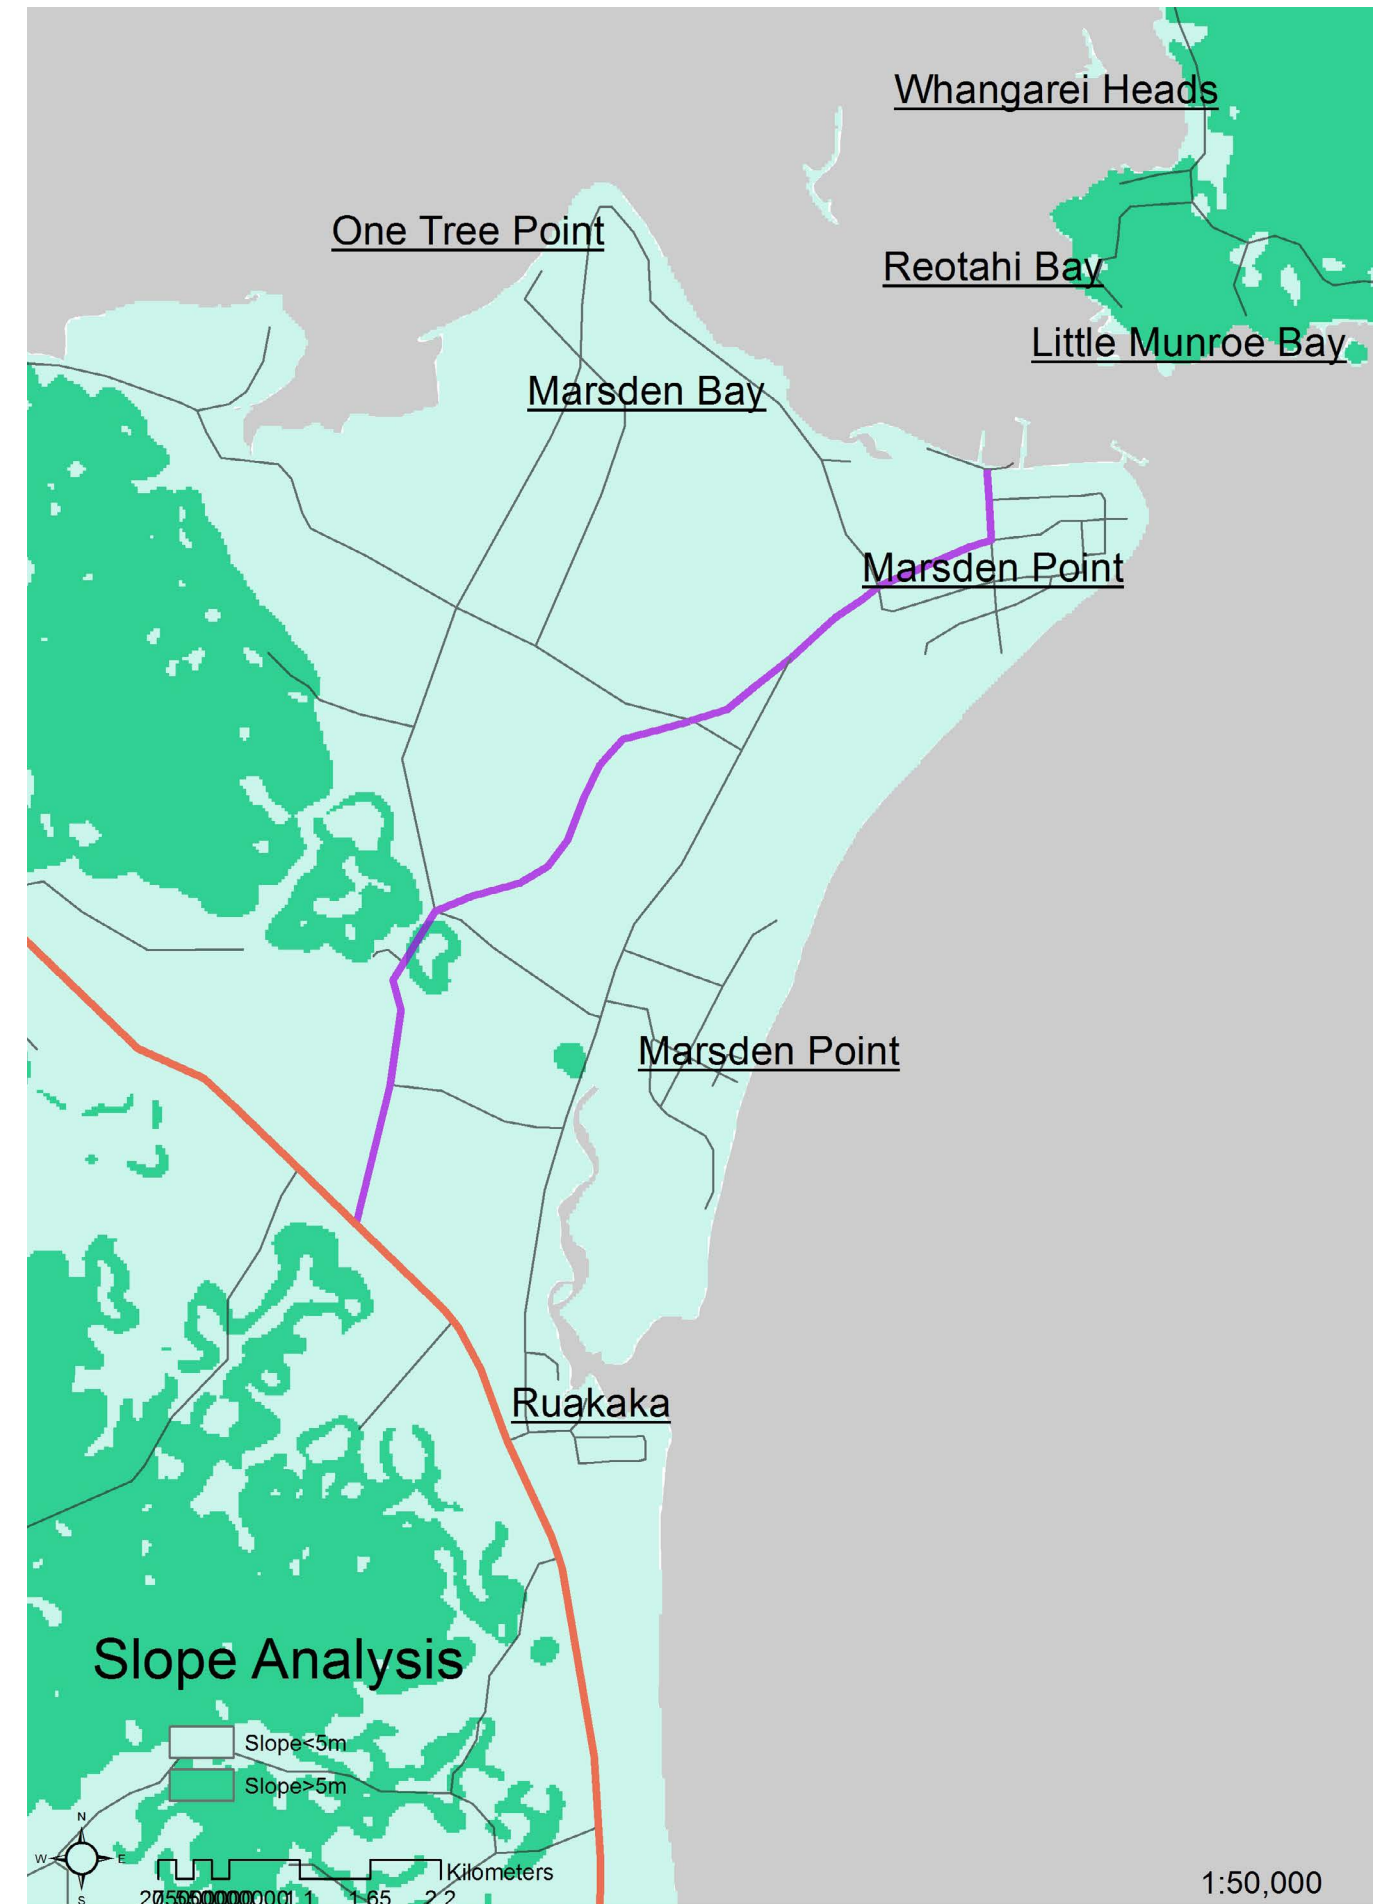 Whangarei Heads
One Tree Point
Reotahi Bay
Little Munroe Bay
Marsden Bay
Marsden Point
Marsden Point
Ruakaka
Slope Analysis
Slope<5m
Slope>5m
N
W E
S
Kilometers
1.1 1.65 2.2
1:50,000